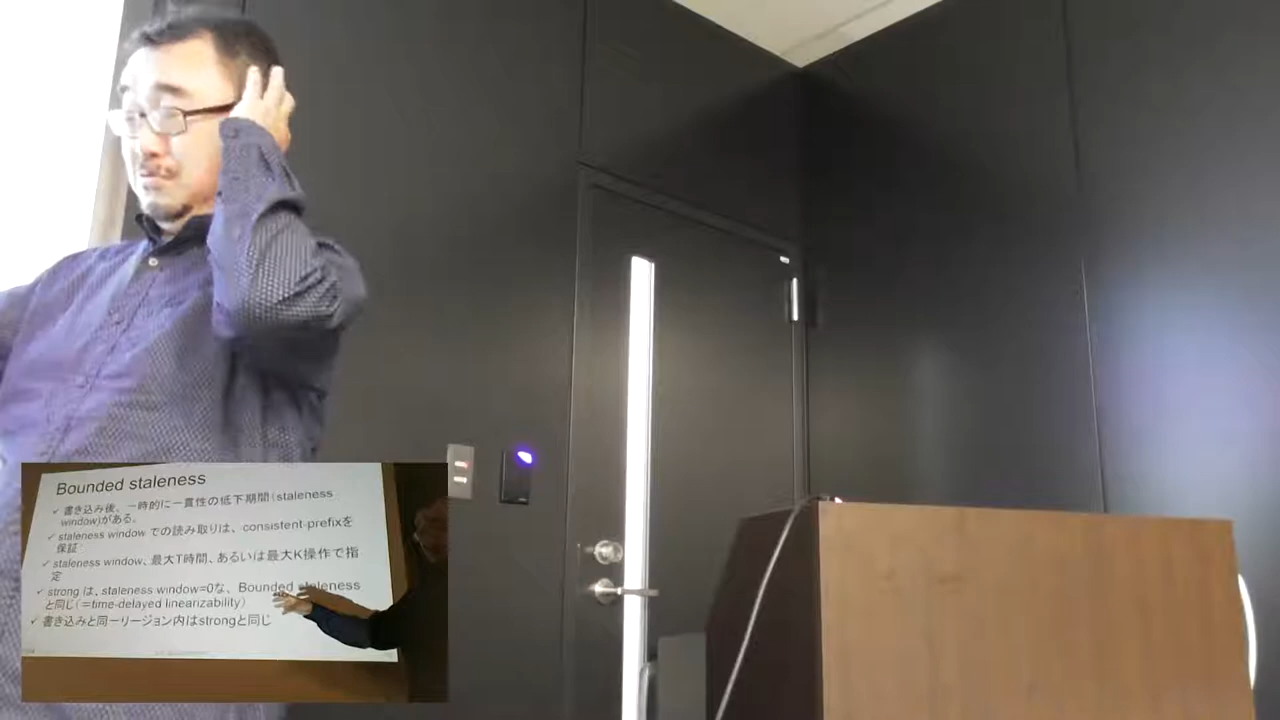 Bounded staleness
✓ 書き込み後、一時的に一貫性の低下期間(staleness
window)がある。
✓ staleness window での読み取りは、consistent-prefixを
保証
✓ staleness window、最大T時間、あるいは最大K操作で指
定
✓ strong は、staleness window=0な、Bounded staleness
と同じ(=time-delayed linearizability)
✓ 書き込みと同一リージョン内はstrongと同じ